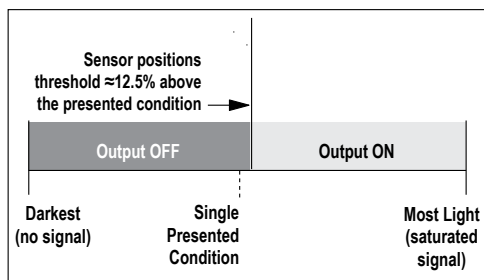 Sensor positions
threshold ≈12.5% above
the presented condition
Output OFF
Output ON
Darkest
(no signal)
Single
Presented
Condition
Most Light
(saturated
signal)